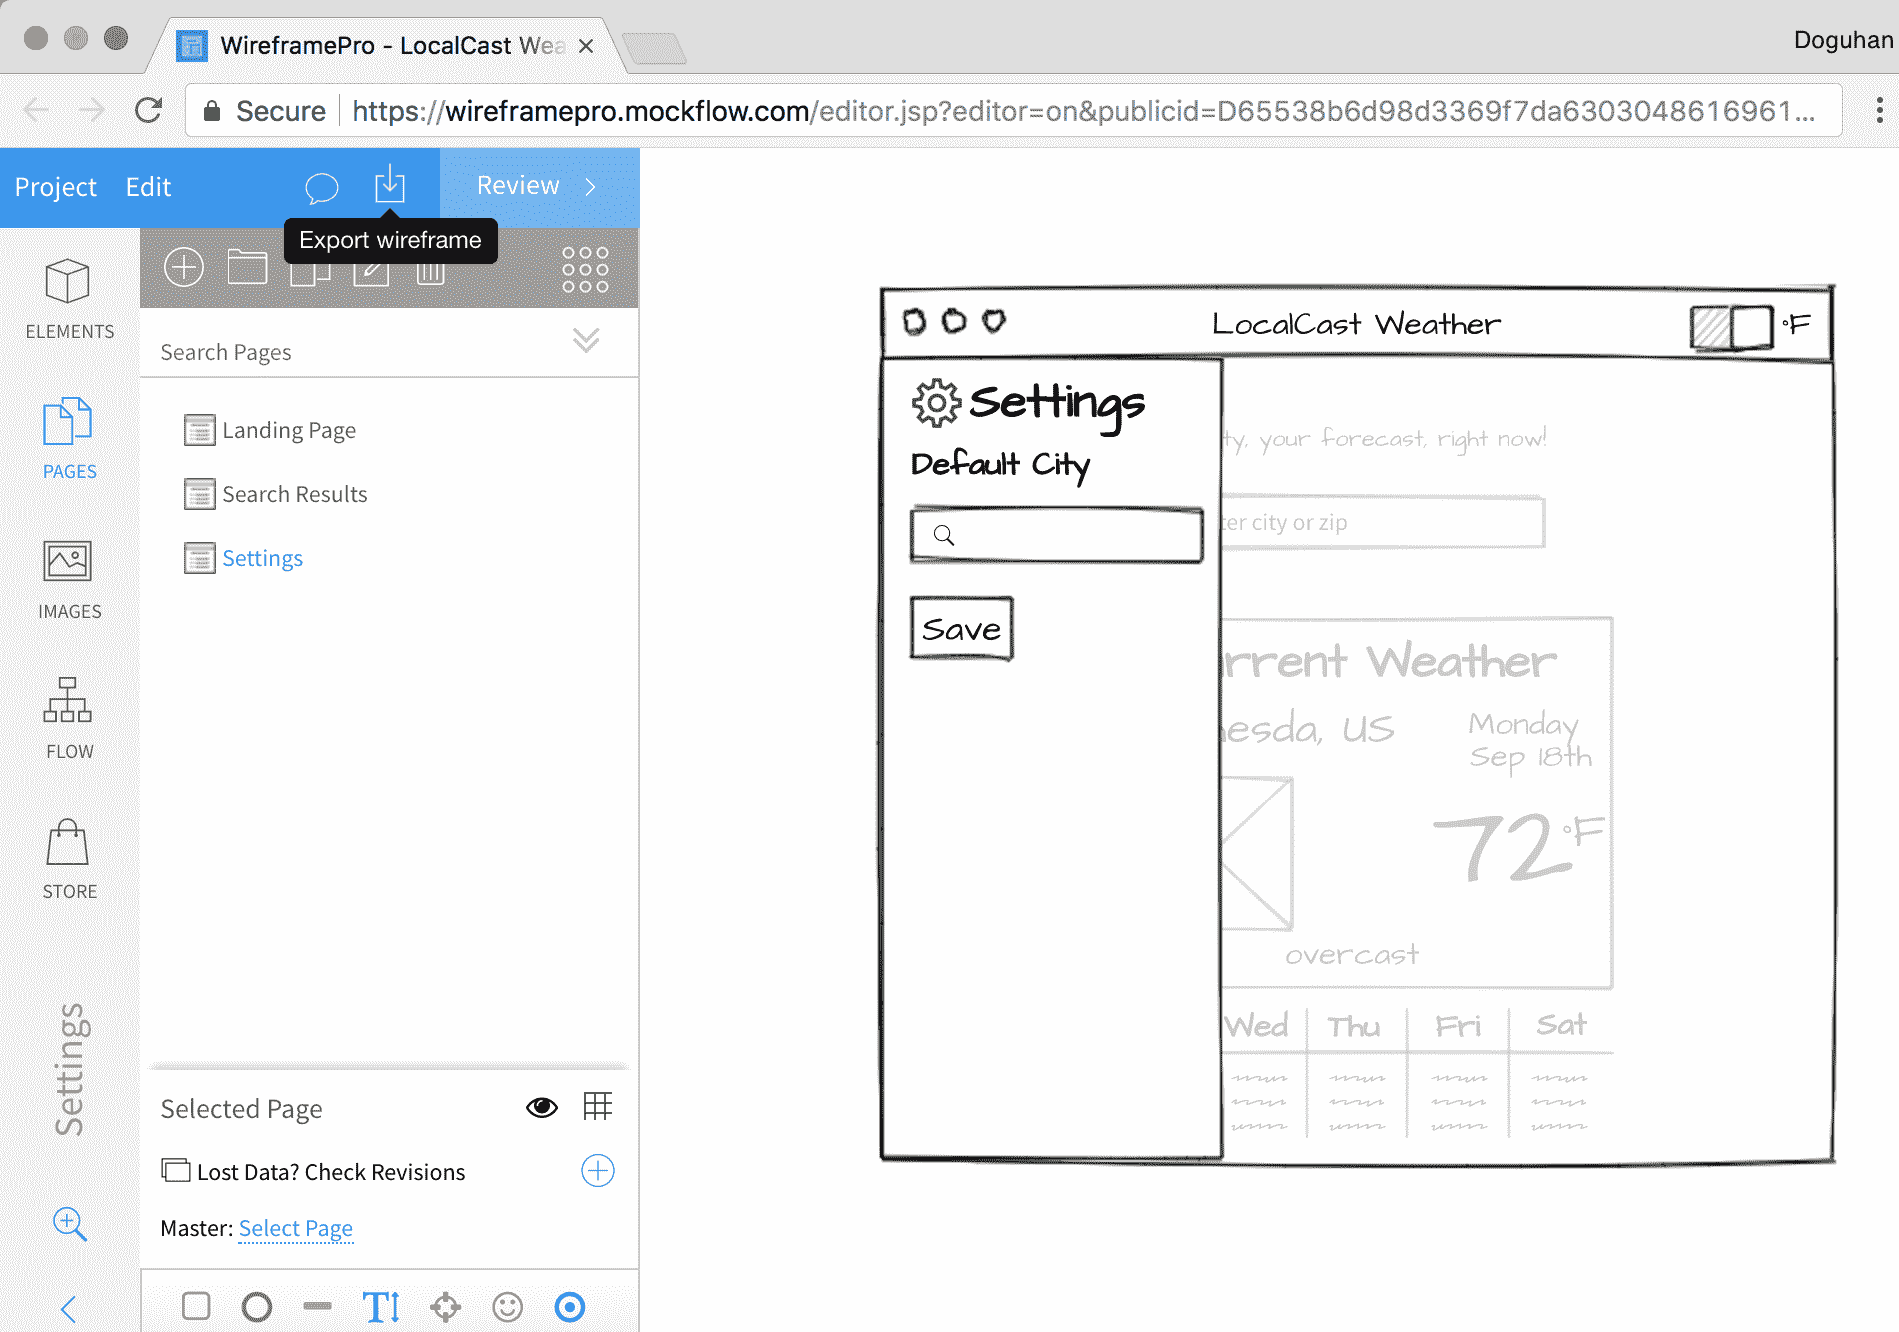 WireframePro - LocalCast Wea
Doguhan
Secure
https://wireframepro.mockflow.com/editor.jsp?editor=on&publicid=D65538b6d98d3369f7da6303048616961...
Project Edit
Review
Export wireframe
ELEMENTS
PAGES
IMAGES
FLOW
STORE
Settings
Search Pages
Landing Page
Search Results
Settings
Selected Page
Lost Data? Check Revisions
Master: Select Page
T
LocalCast Weather
°F
Settings
Default City
Save
ty, your forecast, right now!
ter city or zip
rrent Weather
esda, US
Monday
Sep 18th
72°F
overcast
Wed Thu Fri Sat